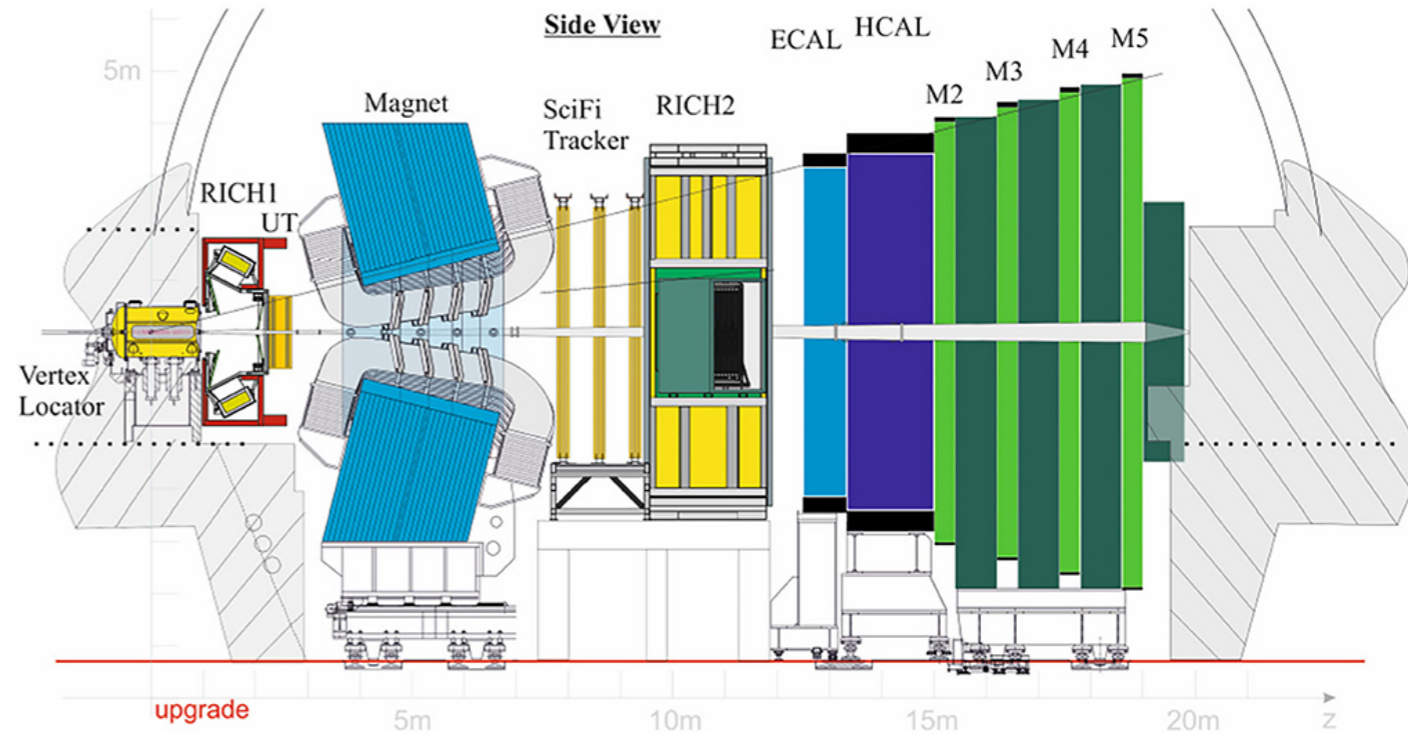 Side View
ECAL
HCAL
M5
M4
M3
M2
5m
Magnet
SciFi
Tracker
RICH2
RICH1
UT
Vertex
Locator
upgrade
5m
10m
15m
20m
z